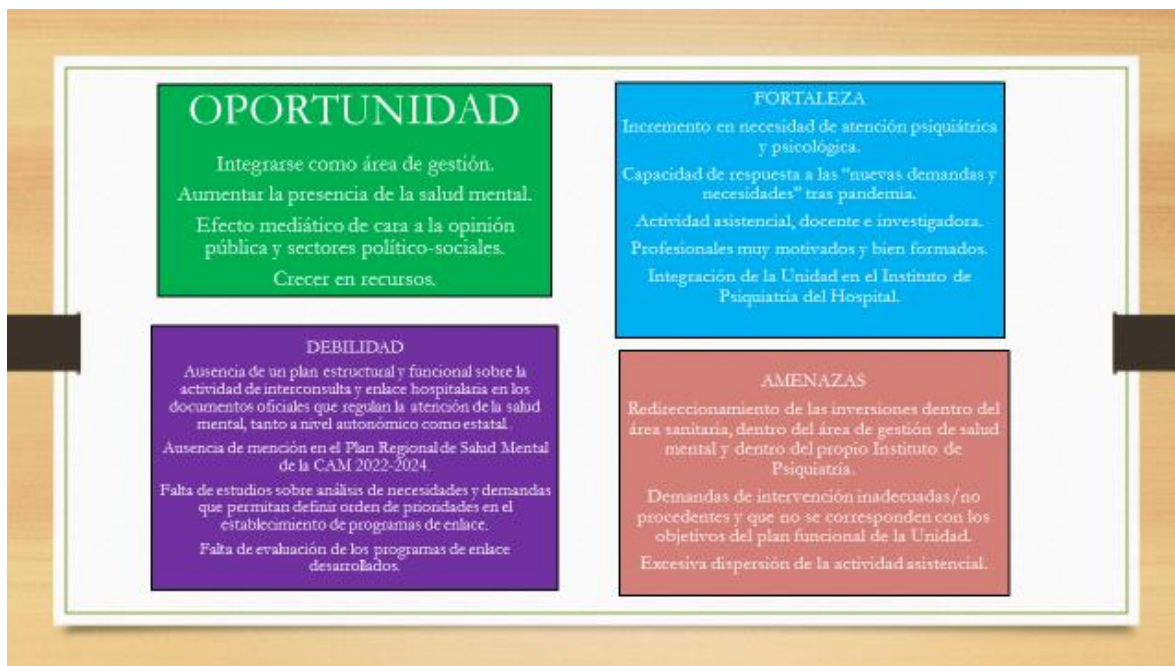 OPORTUNIDAD
Integrarse como área de gestión.
Aumentar la presencia de la salud mental.
Efecto mediático de cara a la opinión
pública y sectores político-sociales.
Crecer en recursos.
FORTALEZA
Incremento en necesidad de atención psiquiátrica
y psicológica.
Capacidad de respuesta a las “nuevas demandas y
necesidades” tras pandemia.
Actividad asistencial, docente e investigadora.
Profesionales muy motivados y bien formados.
Integración de la Unidad en el Instituto de
Psiquiatría del Hospital.
DEBILIDAD
Ausencia de un plan estructural y funcional sobre la
actividad de interconsulta y enlace hospitalaria en los
documentos oficiales que regulan la atención de la salud
mental, tanto a nivel autonómico como estatal.
Ausencia de mención en el Plan Regional de Salud Mental
de la CAM 2022-2024.
Falta de estudios sobre análisis de necesidades y demandas
que permitan definir orden de prioridades en el
establecimiento de programas de enlace.
Falta de evaluación de los programas de enlace
desarrollados.
AMENAZAS
Redireccionamiento de las inversiones dentro del
área sanitaria, dentro del área de gestión de salud
mental y dentro del propio Instituto de
Psiquiatría.
Demandas de intervención inadecuadas/no
procedentes y que no se corresponden con los
objetivos del plan funcional de la Unidad.
Excesiva dispersión de la actividad asistencial.